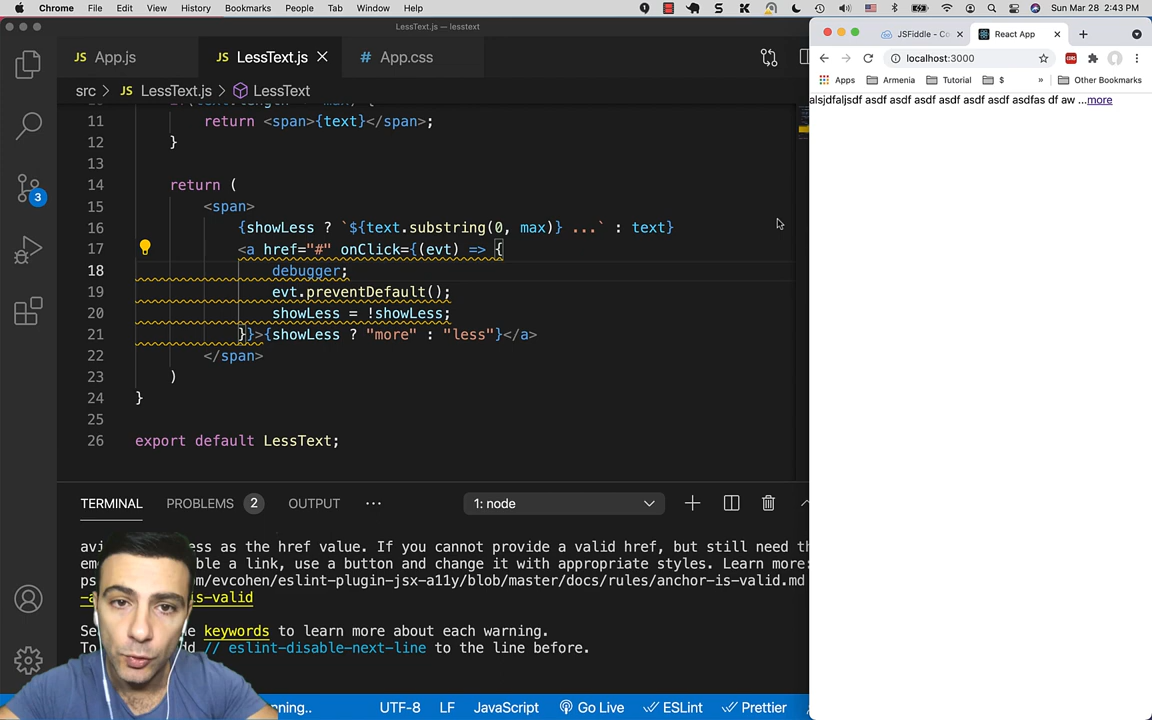 Chrome File Edit View History Bookmarks People Tab Window Help Sun Mar 28 2:43 PM
LessText.js — lesstext
JS App.js JS LessText.js # App.css
src > JS LessText.js > LessText
11 return <span>{text}</span>;
12 }
13
14 return (
15 <span>
16 {showLess ? `${text.substring(0, max)} ...` : text}
17 <a href="#" onClick={(evt) => {
18 debugger;
19 evt.preventDefault();
20 showLess = !showLess;
21 }}>{showLess ? "more" : "less"}</a>
22 </span>
23 )
24 }
25
26 export default LessText;
3
TERMINAL PROBLEMS 2 OUTPUT ... 1: node
ess as the href value. If you cannot provide a valid href, but still need th
ble a link, use a button and change it with appropriate styles. Learn more:
om/evcohen/eslint-plugin-jsx-a11y/blob/master/docs/rules/anchor-is-valid.md
is-valid
keywords to learn more about each warning.
// eslint-disable-next-line to the line before.
UTF-8 LF JavaScript Go Live ESLint Prettier
JSFiddle - Co React App
localhost:3000
Apps Armenia Tutorial $ » Other Bookmarks
alsjdfaljsdf asdf asdf asdf asdf asdf asdf asdfas df aw ...more